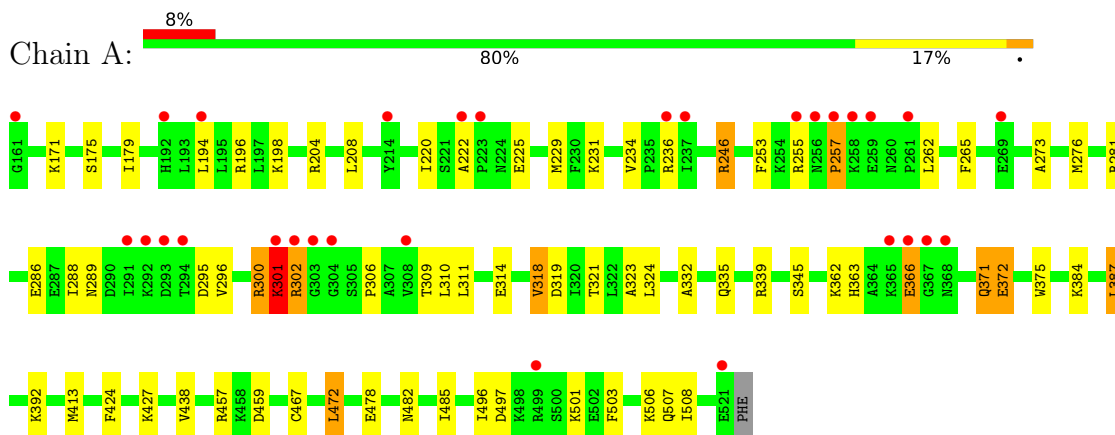 8%
Chain A:
80% 17% •
G161 K171 S175 I179 H192 L193 L194 L195 R196 L197 K198 R204 L208 Y214 I220 S221 A222 P223 N224 E225 M229 F230 K231 V234 P235 R236 I237 R246 F253 K254 R255 N256 P257 K258 E259 N260 P261 L262 F265 E269 A273 M276
E286 E287 I288 N289 D290 I291 K292 D293 T294 D295 V296 R300 K301 R302 G303 G304 S305 P306 A307 V308 T309 L310 L311 E314 V318 D319 I320 T321 L322 A323 L324 A332 Q335 R339 S345 K362 H363 A364 K365 E366 G367 N368 Q371 E372 W375 K384
K392 M413 F424 K427 V438 R457 K458 D459 C467 L472 E478 N482 I485 I496 D497 K498 R499 S500 K501 E502 F503 K506 Q507 I508 E521 PHE